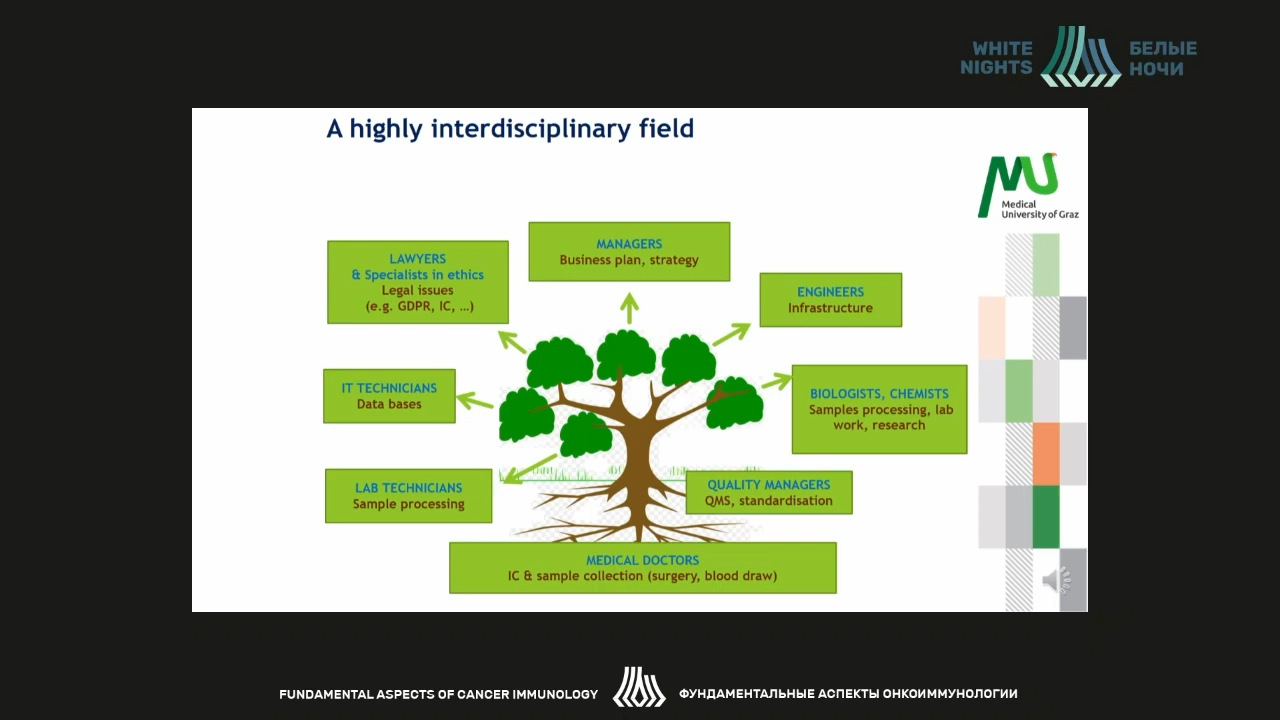 WHITE
NIGHTS
БЕЛЫЕ
НОЧИ
A highly interdisciplinary field
MU
Medical
University of Graz
MANAGERS
Business plan, strategy
LAWYERS
& Specialists in ethics
Legal issues
(e.g. GDPR, IC, ...)
ENGINEERS
Infrastructure
IT TECHNICIANS
Data bases
BIOLOGISTS, CHEMISTS
Samples processing, lab
work, research
LAB TECHNICIANS
Sample processing
QUALITY MANAGERS
QMS, standardisation
MEDICAL DOCTORS
IC & sample collection (surgery, blood draw)
FUNDAMENTAL ASPECTS OF CANCER IMMUNOLOGY
ФУНДАМЕНТАЛЬНЫЕ АСПЕКТЫ ОНКОИММУНОЛОГИИ